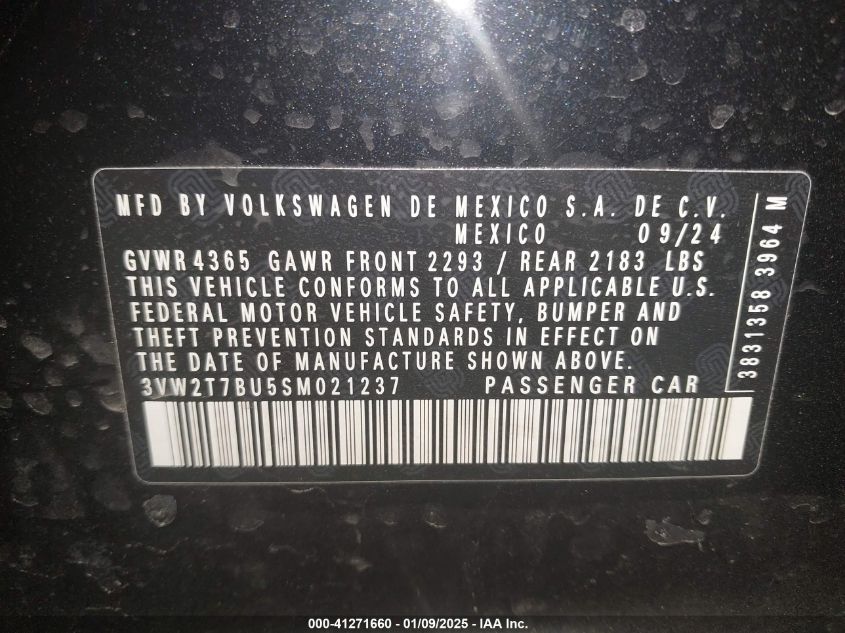 MFD BY VOLKSWAGEN DE MEXICO S.A. DE C.V.
MEXICO 09/24
GVWR 4365 GAWR FRONT 2293 / REAR 2183 LBS
THIS VEHICLE CONFORMS TO ALL APPLICABLE U.S.
FEDERAL MOTOR VEHICLE SAFETY, BUMPER AND
THEFT PREVENTION STANDARDS IN EFFECT ON
THE DATE OF MANUFACTURE SHOWN ABOVE.
3VW2T7BU5SM021237 PASSENGER CAR
3831358 3964 M
000-41271660 - 01/09/2025 - IAA Inc.